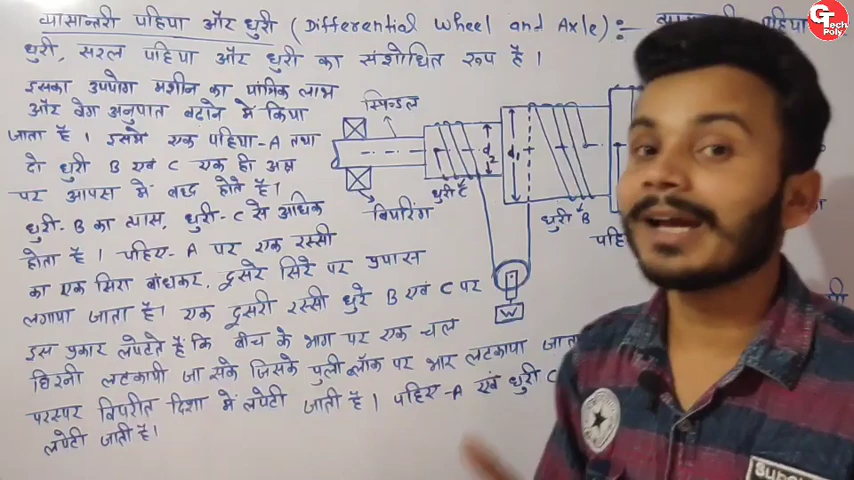 व्यासान्तरी पहिया और धुरी (Differential Wheel and Axle) :-
धुरी, सरल पहिया और धुरी का संशोधित रूप है।
इसका उपयोग मशीन का यांत्रिक लाभ
और वेग अनुपात बढाने में किया
जाता है। इसमे एक पहिया-A तथा
दो धुरी B एवं C एक ही अक्ष
पर आपस में बद्ध होते है।
धुरी-B का व्यास, धुरी-C से अधिक
होता है। पहिए-A पर एक रस्सी
का एक सिरा बांधकर, दुसरे सिरे पर प्रयास
लगाया जाता है। एक दुसरी रस्सी धुरी B एवं C पर
इस प्रकार लपेटते है कि बीच के भाग पर एक चल
घिरनी लटकायी जा सके जिसके पुली ब्लॉक पर भार लटकाया जाता
परस्पर विपरीत दिशा में लपेटी जाती है। पहिए-A एवं धुरी C
लपेटी जाती है।
स्पिन्डल
बियरिंग
d2
d1
धुरी B
W
GTech
Poly